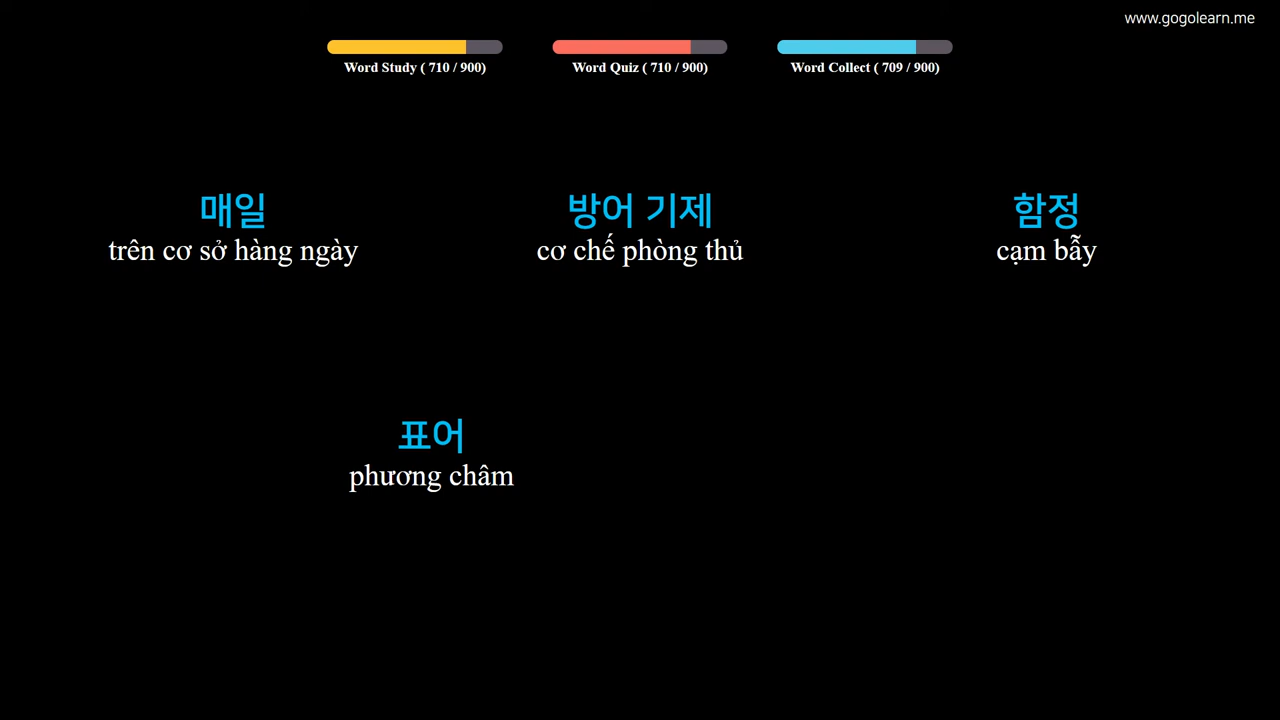 www.gogolearn.me
Word Study ( 710 / 900)
Word Quiz ( 710 / 900)
Word Collect ( 709 / 900)
매일
trên cơ sở hàng ngày
방어 기제
cơ chế phòng thủ
함정
cạm bẫy
표어
phương châm